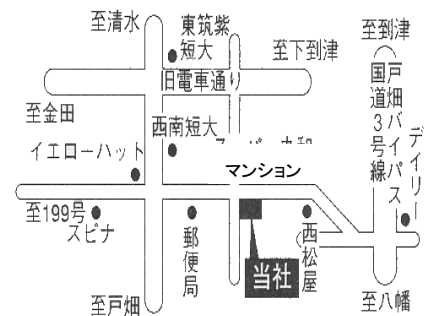 至清水
東筑紫
短大
至下到津
至到津
旧電車通り
至金田
国道3号線
戸畑バイパス
西南短大
イエローハット
マンション
デイリー
至199号
スピナ
郵便局
西松屋
当社
至戸畑
至八幡